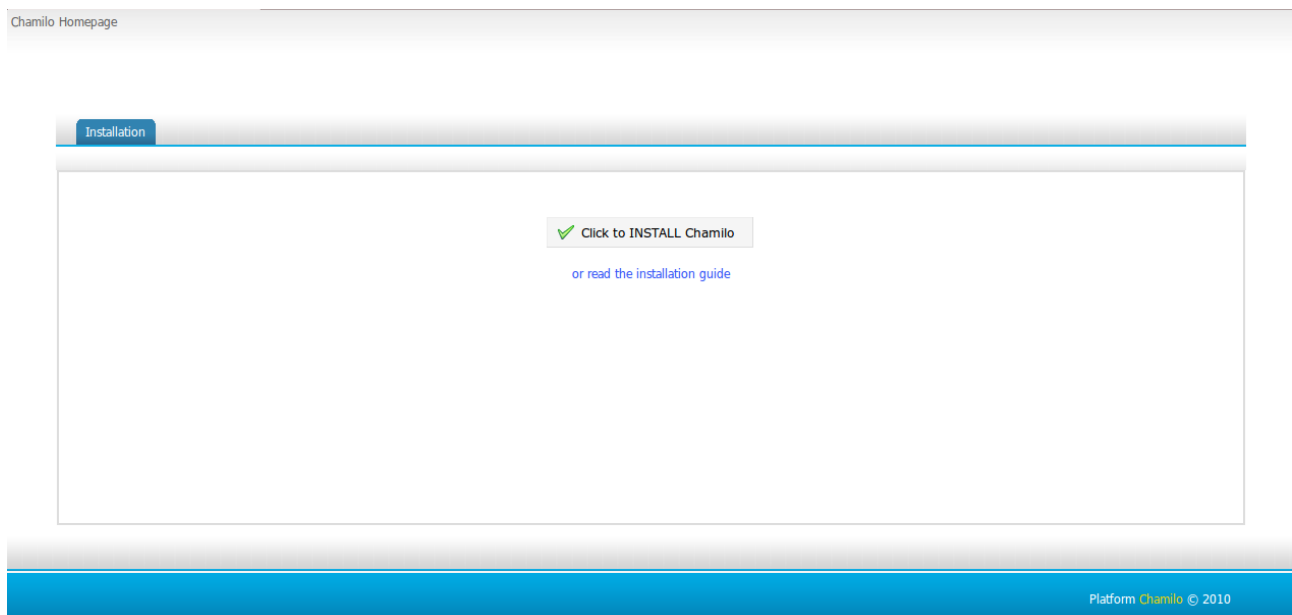 Chamilo Homepage
Installation
Click to INSTALL Chamilo
or read the installation guide
Platform Chamilo © 2010